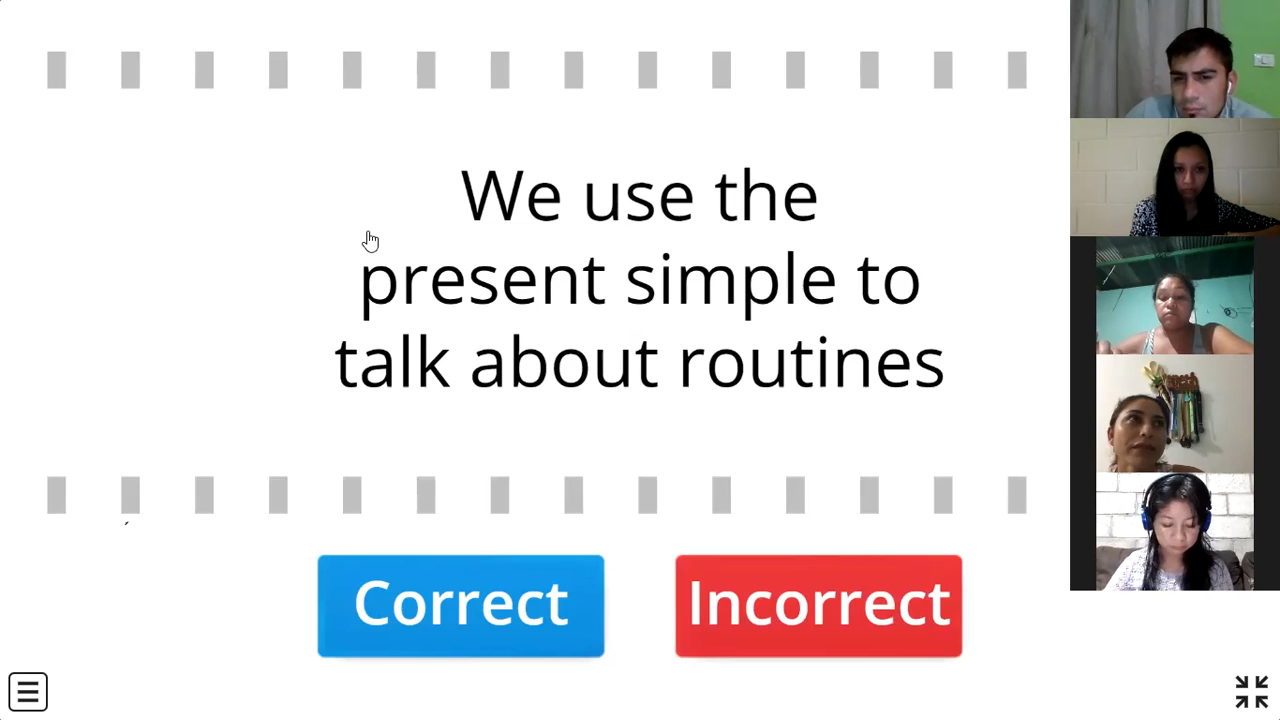 We use the
present simple to
talk about routines
Correct
Incorrect